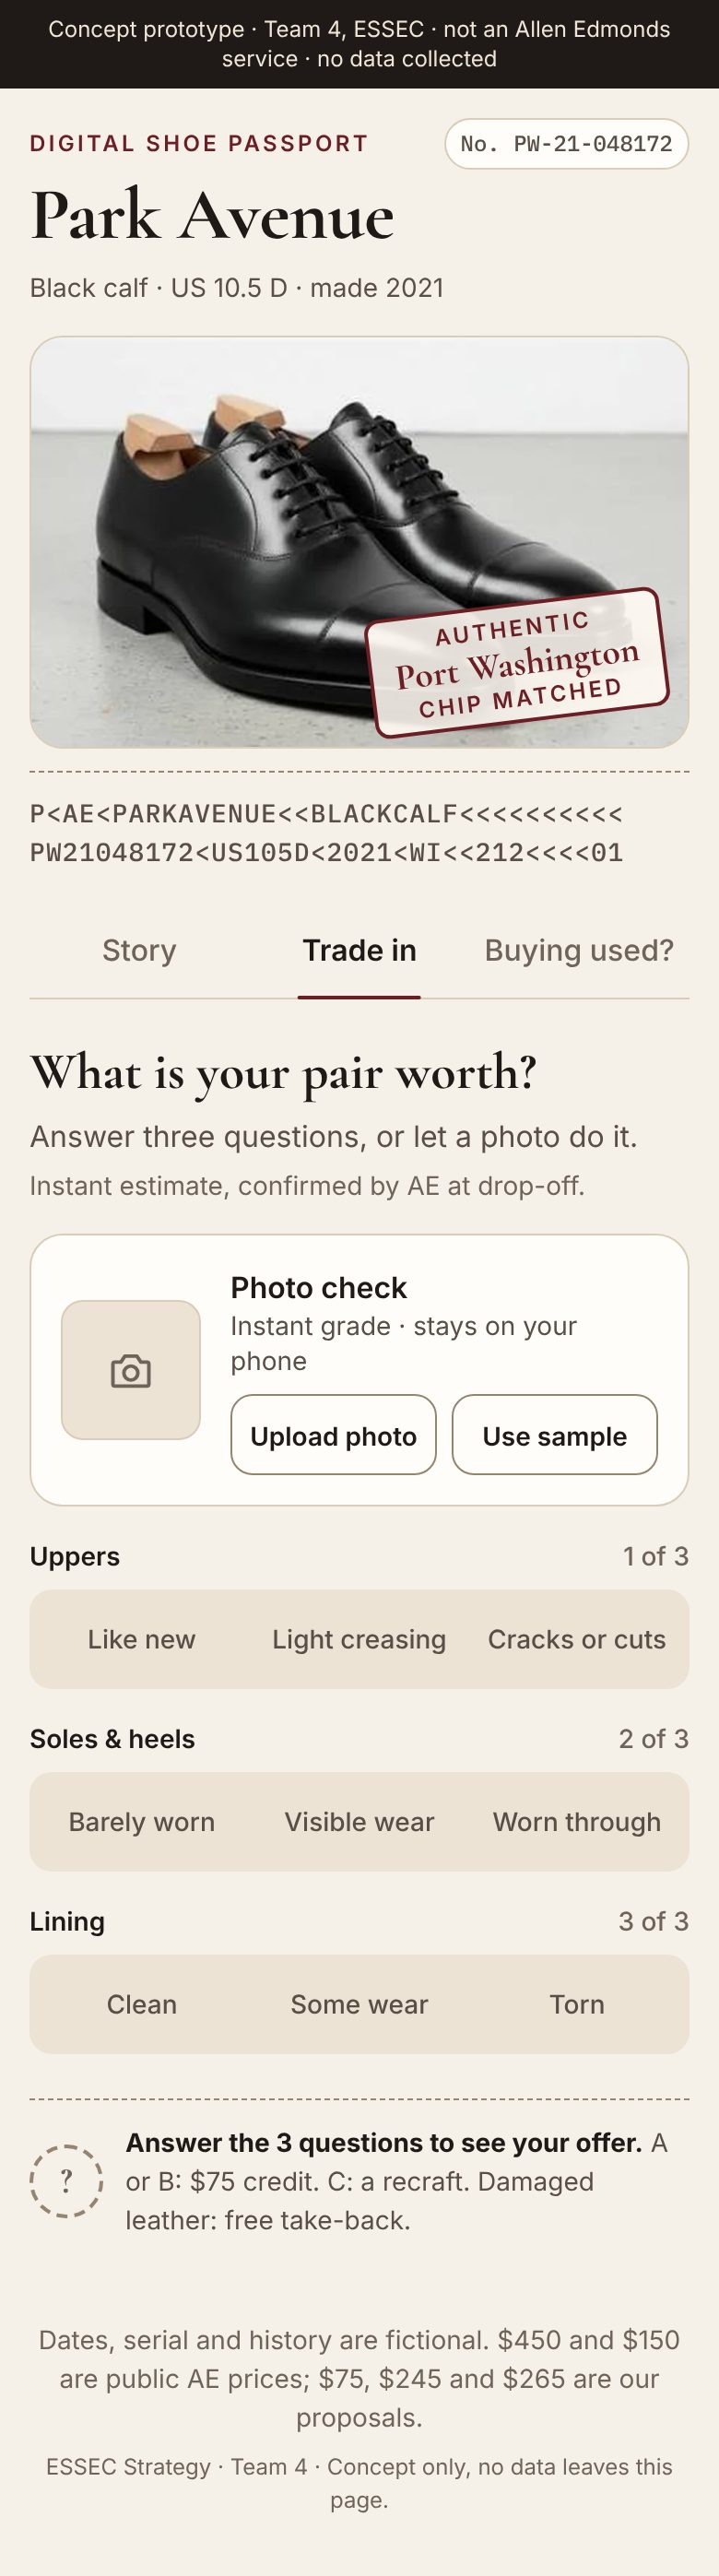 Concept prototype · Team 4, ESSEC · not an Allen Edmonds
service · no data collected
DIGITAL SHOE PASSPORT
No. PW-21-048172
Park Avenue
Black calf · US 10.5 D · made 2021
AUTHENTIC
Port Washington
CHIP MATCHED
P<AE<PARKAVENUE<<BLACKCALF<<<<<<<<<<
PW21048172<US105D<2021<WI<<212<<<<01
Story
Trade in
Buying used?
What is your pair worth?
Answer three questions, or let a photo do it.
Instant estimate, confirmed by AE at drop-off.
Photo check
Instant grade · stays on your
phone
Upload photo
Use sample
Uppers
1 of 3
Like new
Light creasing
Cracks or cuts
Soles & heels
2 of 3
Barely worn
Visible wear
Worn through
Lining
3 of 3
Clean
Some wear
Torn
?
Answer the 3 questions to see your offer. A
or B: $75 credit. C: a recraft. Damaged
leather: free take-back.
Dates, serial and history are fictional. $450 and $150
are public AE prices; $75, $245 and $265 are our
proposals.
ESSEC Strategy · Team 4 · Concept only, no data leaves this
page.